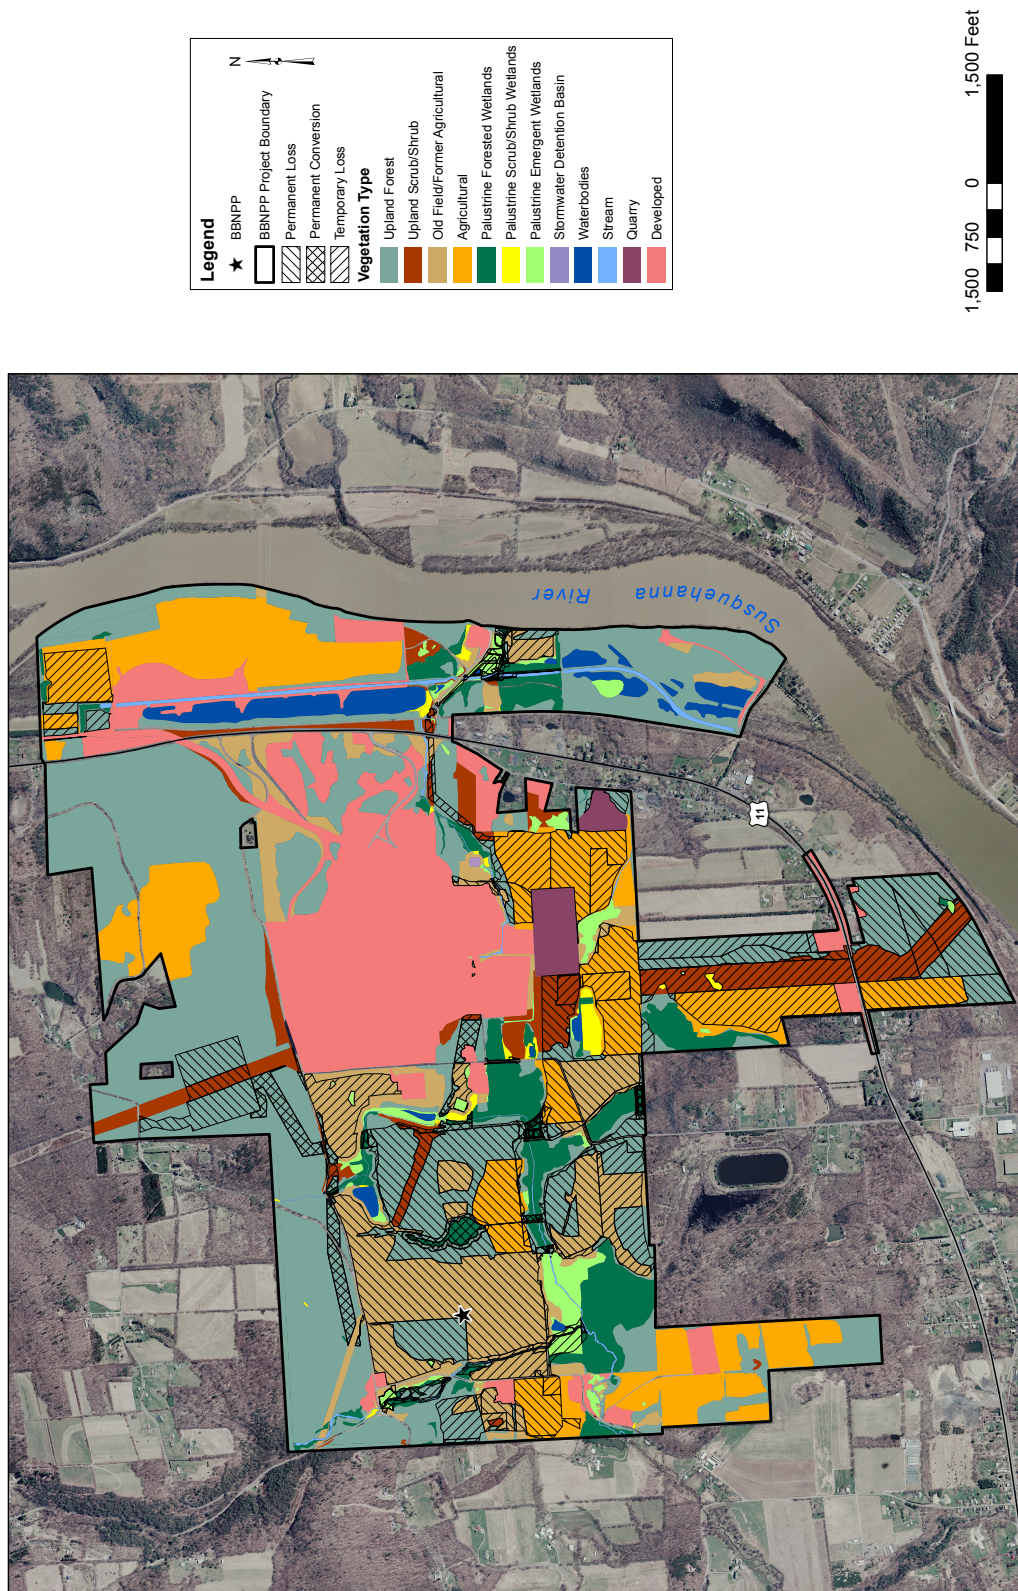 Legend
BBNPP
BBNPP Project Boundary
Permanent Loss
Permanent Conversion
Temporary Loss
Vegetation Type
Upland Forest
Upland Scrub/Shrub
Old Field/Former Agricultural
Agricultural
Palustrine Forested Wetlands
Palustrine Scrub/Shrub Wetlands
Palustrine Emergent Wetlands
Stormwater Detention Basin
Waterbodies
Stream
Quarry
Developed
N
1,500 750 0 1,500 Feet
Susquehanna River
11